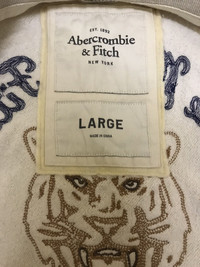 EST. 1892
Abercrombie
& Fitch
NEW YORK
LARGE
MADE IN CHINA